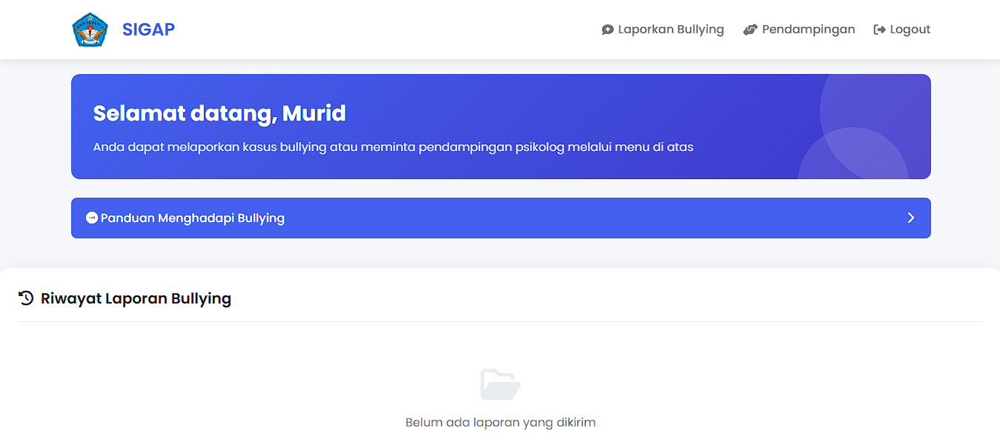 SIGAP
Laporkan Bullying
Pendampingan
Logout
Selamat datang, Murid
Anda dapat melaporkan kasus bullying atau meminta pendampingan psikolog melalui menu di atas
Panduan Menghadapi Bullying
Riwayat Laporan Bullying
Belum ada laporan yang dikirim